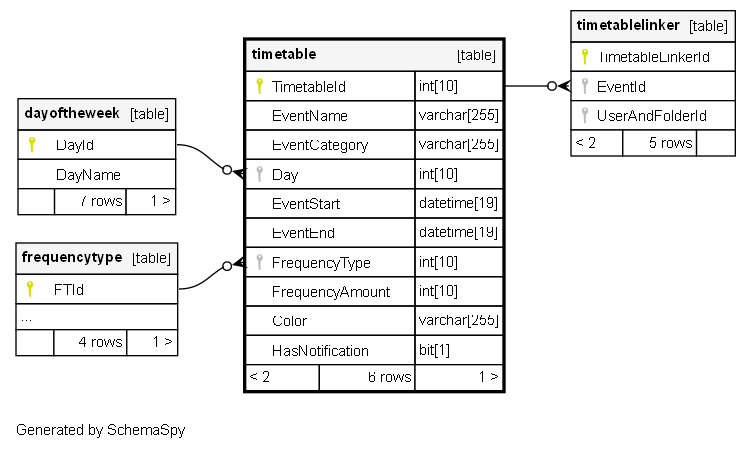 timetable [table]
TimetableId int[10]
EventName varchar[255]
EventCategory varchar[255]
Day int[10]
EventStart datetime[19]
EventEnd datetime[19]
FrequencyType int[10]
FrequencyAmount int[10]
Color varchar[255]
HasNotification bit[1]
< 2 6 rows 1 >
timetablelinker [table]
TimetableLinkerId
EventId
UserAndFolderId
< 2 5 rows
dayoftheweek [table]
DayId
DayName
7 rows 1 >
frequencytype [table]
FTId
...
4 rows 1 >
Generated by SchemaSpy